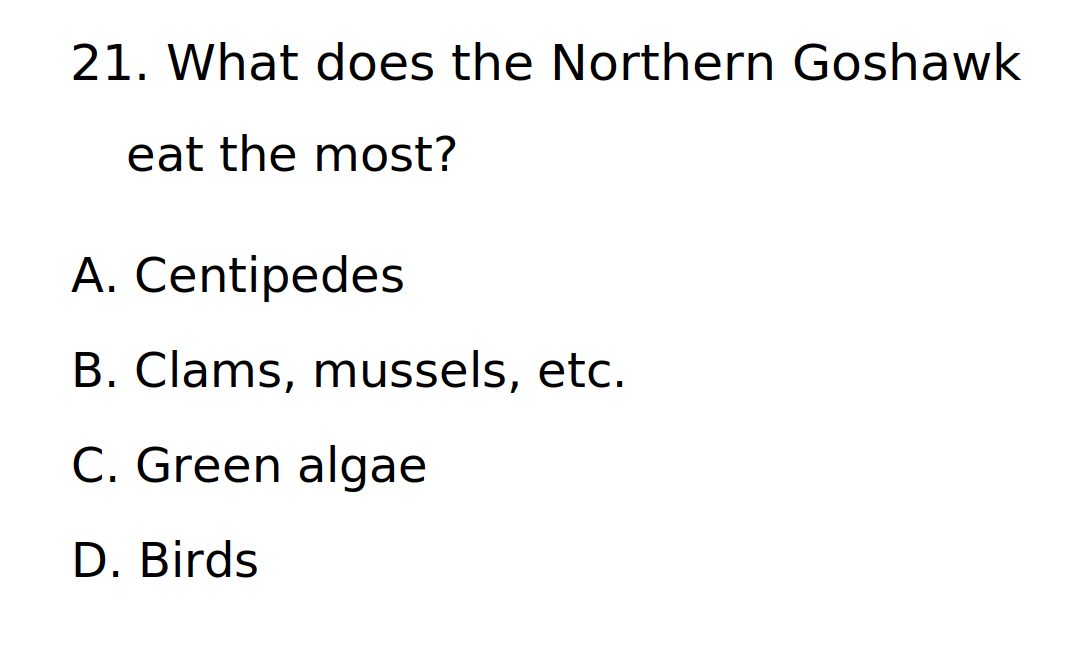 21. What does the Northern Goshawk
eat the most?
A. Centipedes
B. Clams, mussels, etc.
C. Green algae
D. Birds